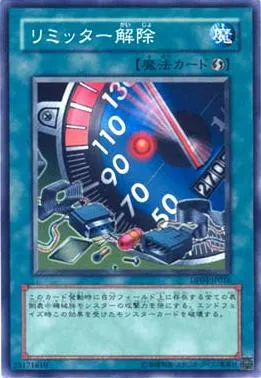 リミッター解除
かいじょ
魔
[魔法カード]
130
110
90
70
50
DP04-JP016
このカード発動時に自分フィールド上に存在する全ての表
側表示機械族モンスターの攻撃力を倍にする。エンドフェ
イズ時この効果を受けたモンスターカードを破壊する。
23171610